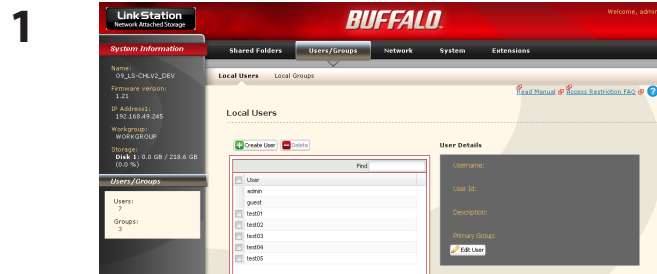 1
LinkStation
Network Attached Storage
BUFFALO
Welcome, admin
System Information
Shared Folders Users/Groups Network System Extensions
Name:
09_LS-CHLV2_DEV
Firmware version:
1.21
IP Address1:
192.168.49.245
Workgroup:
WORKGROUP
Storage:
Disk 1: 0.0 GB / 218.6 GB
(0.0 %)
Users/Groups
Users:
7
Groups:
3
Local Users Local Groups
Read Manual Access Restriction FAQ ?
Local Users
Create User Delete
Find
User
admin
guest
test01
test02
test03
test04
test05
User Details
Username:
User Id:
Description:
Primary Group:
Edit User